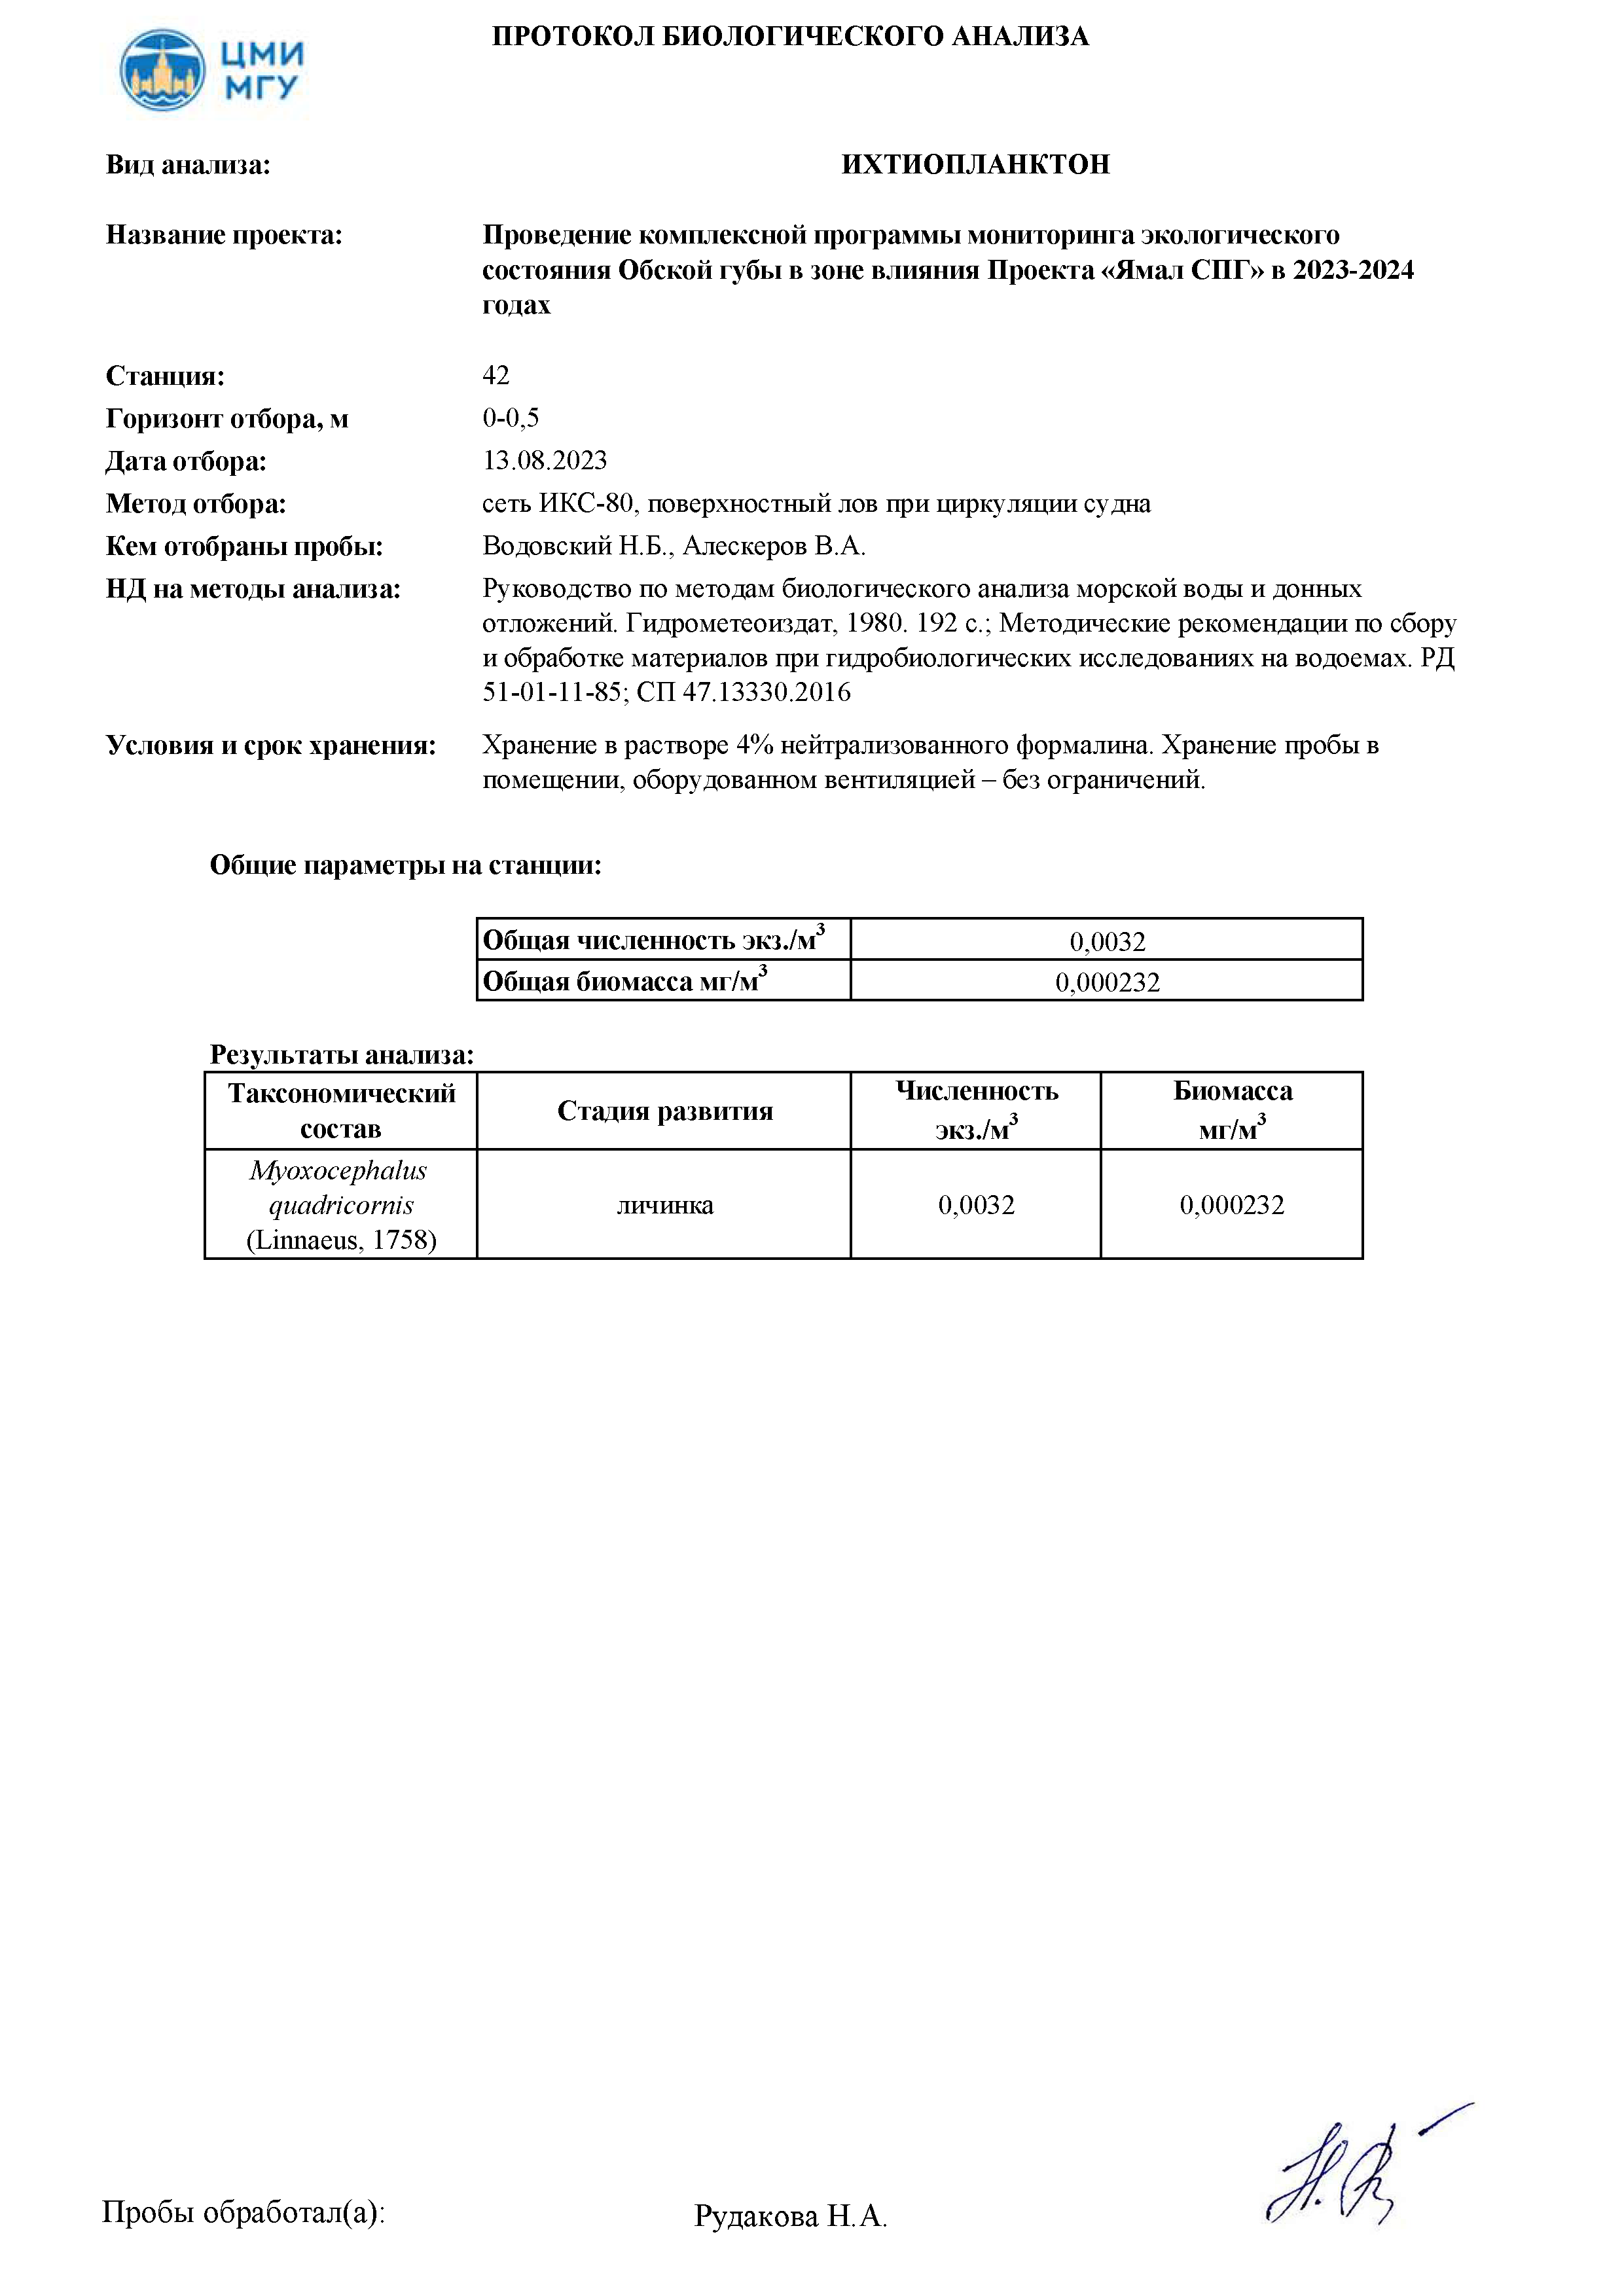 ЦМИ
МГУ
ПРОТОКОЛ БИОЛОГИЧЕСКОГО АНАЛИЗА
Вид анализа: ИХТИОПЛАНКТОН
Название проекта: Проведение комплексной программы мониторинга экологического
состояния Обской губы в зоне влияния Проекта «Ямал СПГ» в 2023-2024
годах
Станция: 42
Горизонт отбора, м 0-0,5
Дата отбора: 13.08.2023
Метод отбора: сеть ИКС-80, поверхностный лов при циркуляции судна
Кем отобраны пробы: Водовский Н.Б., Алескеров В.А.
НД на методы анализа: Руководство по методам биологического анализа морской воды и донных
отложений. Гидрометеоиздат, 1980. 192 с.; Методические рекомендации по сбору
и обработке материалов при гидробиологических исследованиях на водоемах. РД
51-01-11-85; СП 47.13330.2016
Условия и срок хранения: Хранение в растворе 4% нейтрализованного формалина. Хранение пробы в
помещении, оборудованном вентиляцией – без ограничений.
Общие параметры на станции:
Общая численность экз./м³ 0,0032
Общая биомасса мг/м³ 0,000232
Результаты анализа:
Таксономический
состав
Стадия развития
Численность
экз./м³
Биомасса
мг/м³
Myoxocephalus
quadricornis
(Linnaeus, 1758)
личинка
0,0032
0,000232
Пробы обработал(а): Рудакова Н.А.